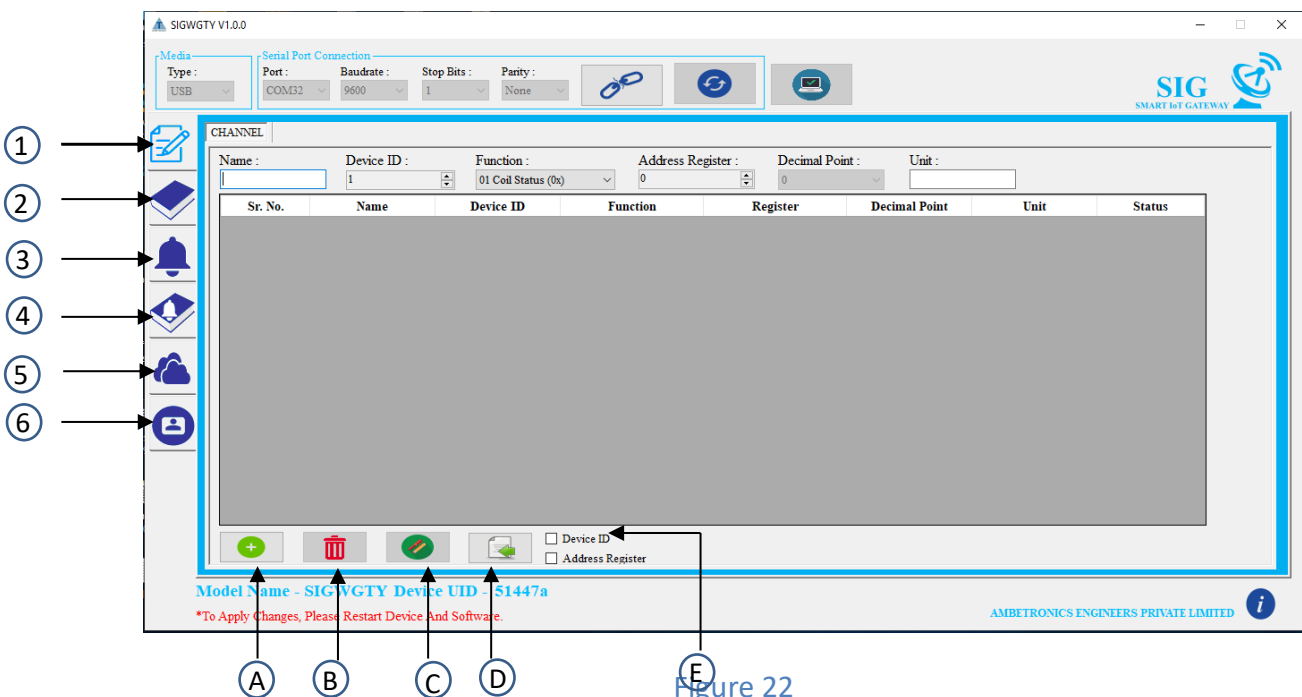 SIGWGTY V1.0.0
Media
Serial Port Connection
Type : Port : Baudrate : Stop Bits : Parity :
USB COM32 9600 1 None
SIG
SMART IoT GATEWAY
1
CHANNEL
Name : Device ID : Function : Address Register : Decimal Point : Unit :
1 01 Coil Status (0x) 0 0
2
Sr. No. Name Device ID Function Register Decimal Point Unit Status
3
4
5
6
Device ID
Address Register
Model Name - SIGWGTY Device UID - 51447a
*To Apply Changes, Please Restart Device And Software.
AMBETRONICS ENGINEERS PRIVATE LIMITED i
A B C D E
Figure 22